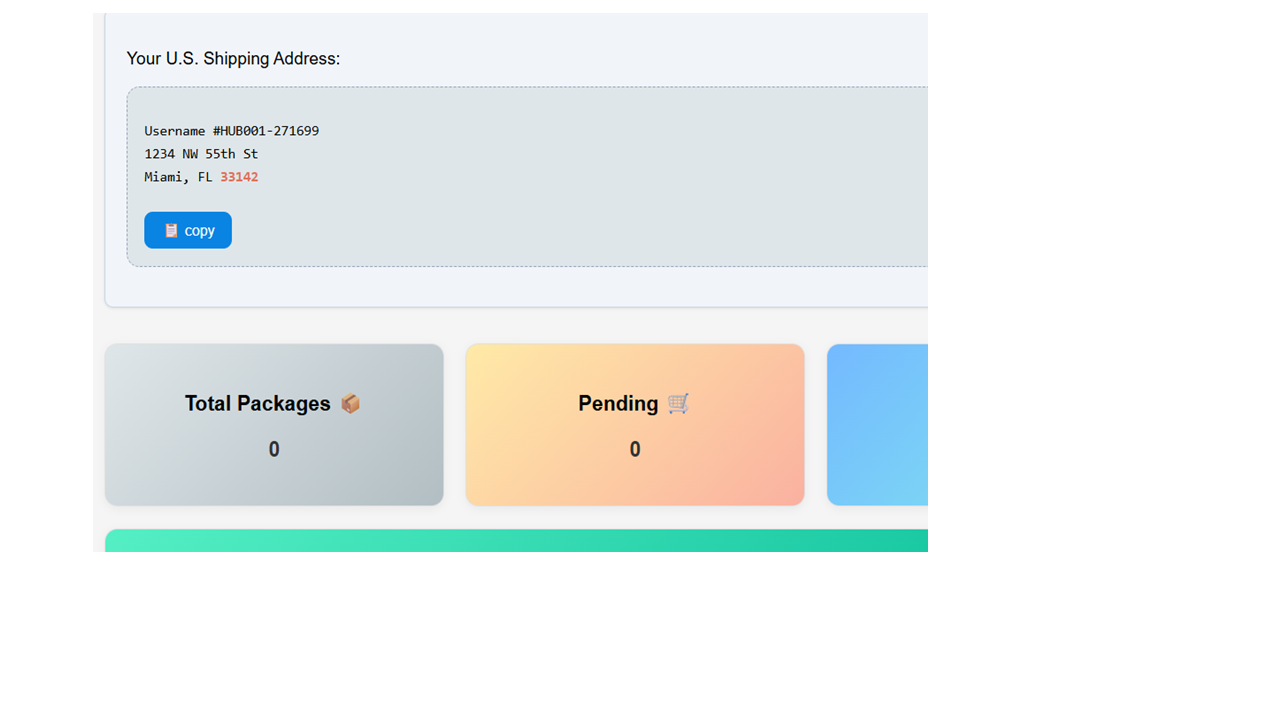 Your U.S. Shipping Address:
Username #HUB001-271699
1234 NW 55th St
Miami, FL 33142
copy
Total Packages
0
Pending
0